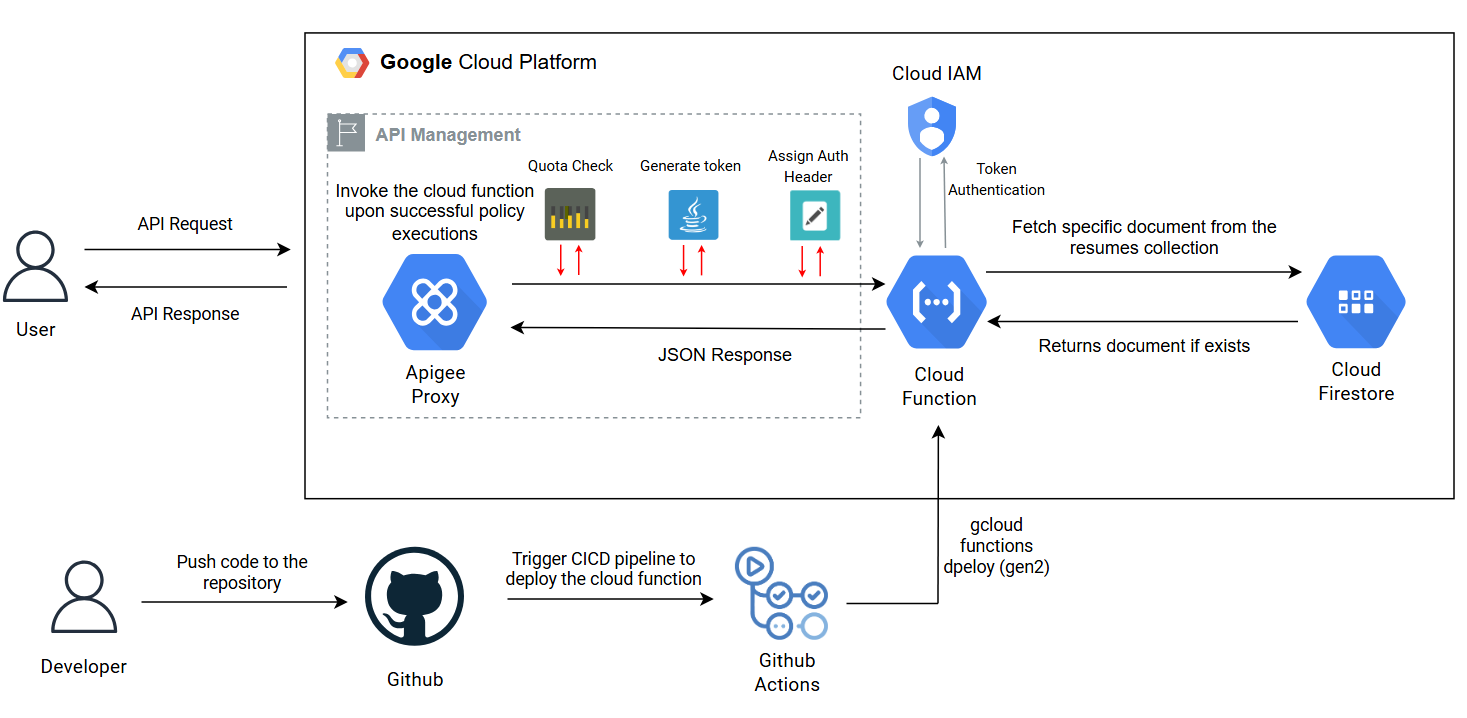 Google Cloud Platform
Cloud IAM
API Management
Quota Check
Generate token
Assign Auth
Header
Token
Authentication
Invoke the cloud function
upon successful policy
executions
API Request
API Response
User
Fetch specific document from the
resumes collection
Returns document if exists
JSON Response
Apigee
Proxy
Cloud
Function
Cloud
Firestore
gcloud
functions
dpeloy (gen2)
Push code to the
repository
Trigger CICD pipeline to
deploy the cloud function
Developer
Github
Github
Actions